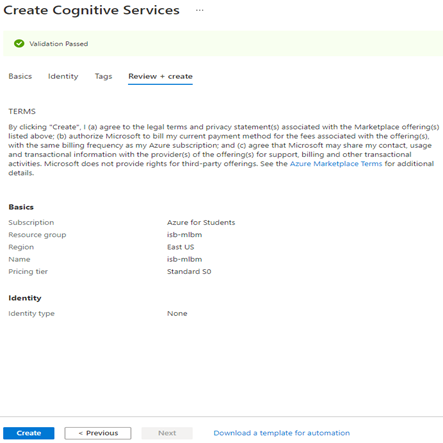 Create Cognitive Services ...
Validation Passed
Basics Identity Tags Review + create
TERMS
By clicking "Create", I (a) agree to the legal terms and privacy statement(s) associated with the Marketplace offering(s)
listed above; (b) authorize Microsoft to bill my current payment method for the fees associated with the offering(s),
with the same billing frequency as my Azure subscription; and (c) agree that Microsoft may share my contact, usage
and transactional information with the provider(s) of the offering(s) for support, billing and other transactional
activities. Microsoft does not provide rights for third-party offerings. See the Azure Marketplace Terms for additional
details.
Basics
Subscription Azure for Students
Resource group isb-mlbm
Region East US
Name isb-mlbm
Pricing tier Standard S0
Identity
Identity type None
Create < Previous Next Download a template for automation